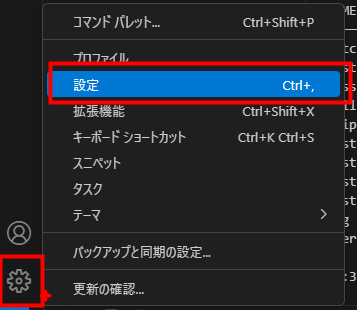 コマンド パレット... Ctrl+Shift+P
プロファイル
設定 Ctrl+,
拡張機能 Ctrl+Shift+X
キーボード ショートカット Ctrl+K Ctrl+S
スニペット
タスク
テーマ
バックアップと同期の設定...
更新の確認...